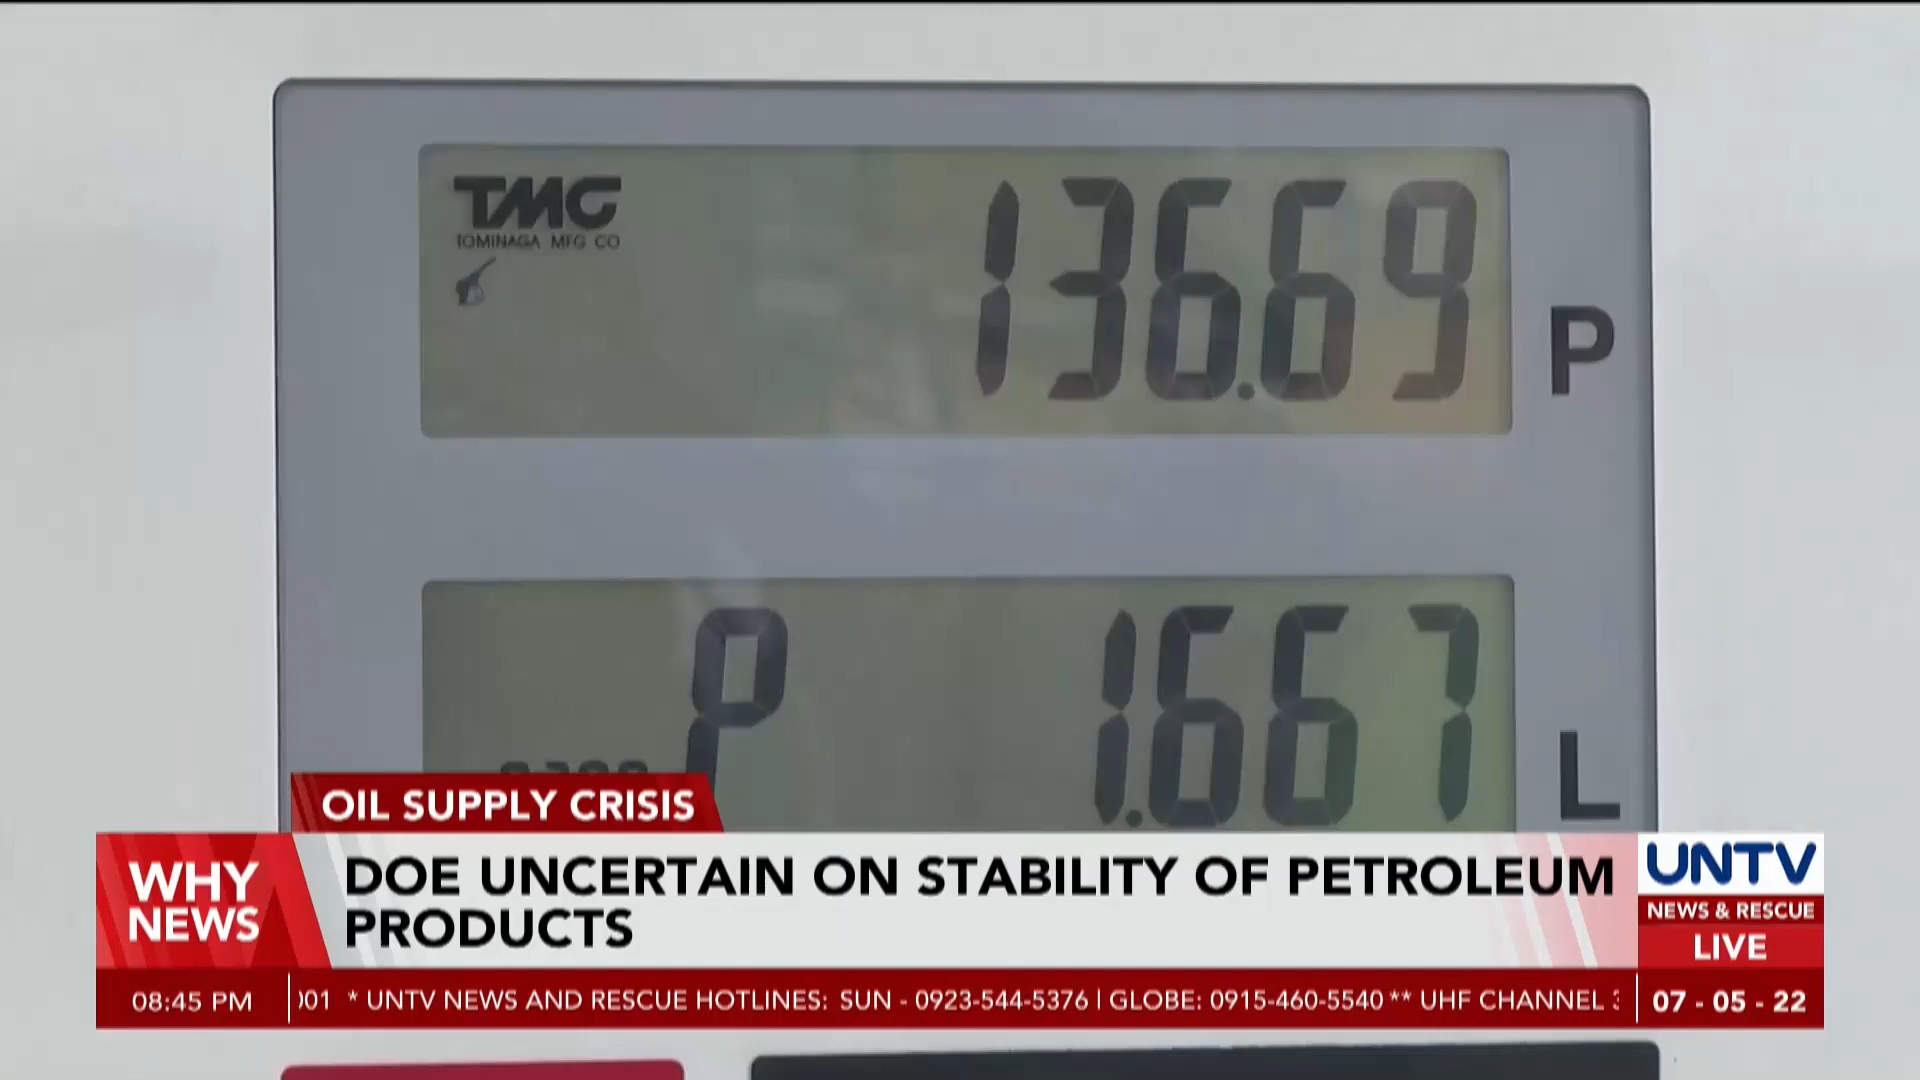 TMC
TOMINAGA MFG CO
136.69
P
P 1.667
L
OIL SUPPLY CRISIS
WHY
NEWS
DOE UNCERTAIN ON STABILITY OF PETROLEUM
PRODUCTS
UNTV
NEWS & RESCUE
LIVE
08:45 PM
001 * UNTV NEWS AND RESCUE HOTLINES: SUN - 0923-544-5376 | GLOBE: 0915-460-5540 ** UHF CHANNEL
07 - 05 - 22